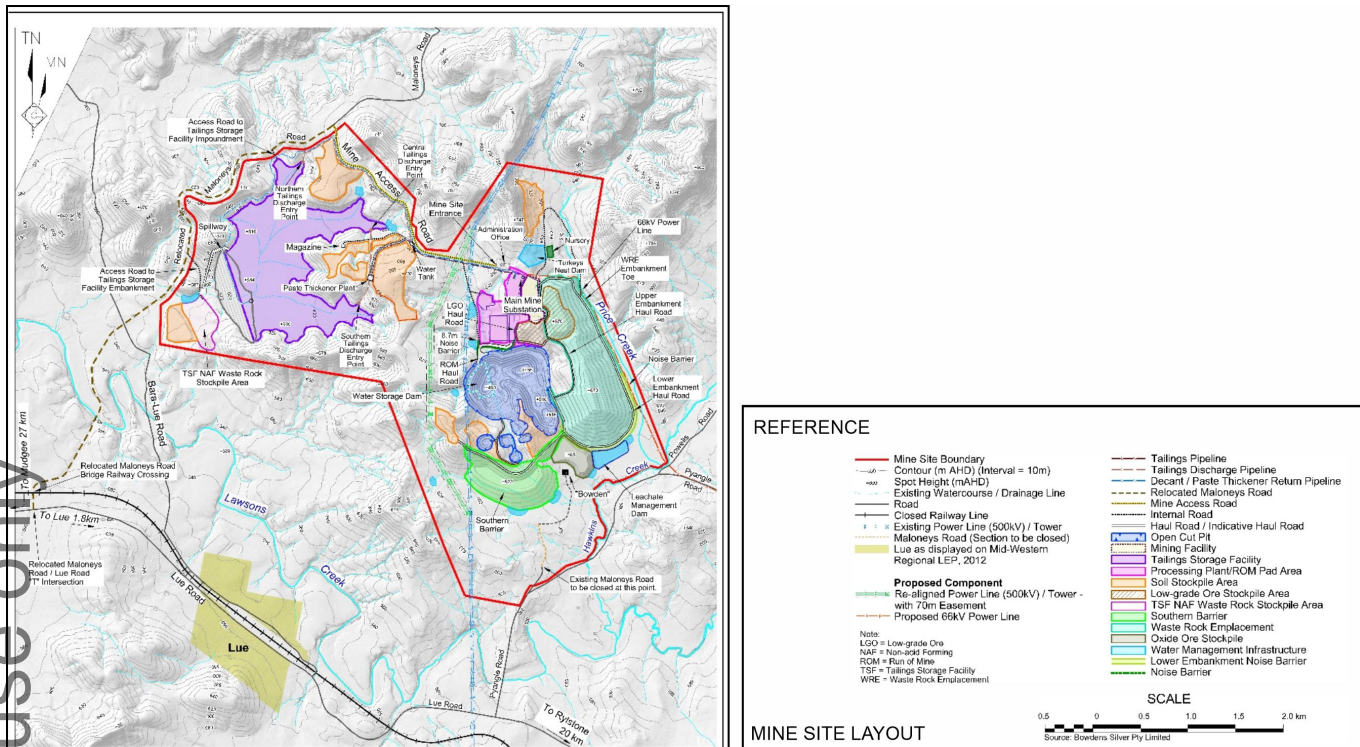 TN
MN
Maloneys Road
Access Road to
Tailings Storage
Facility Impoundment
Road
Maloneys
Mine Access Road
Central
Tailings
Discharge
Entry
Point
Northern
Tailings
Discharge
Entry
Point
Mine Site
Entrance
Administration
Office
Nursery
66kV Power
Line
Spillway
Relocated
Magazine
"Turkeys
Nest Dam"
WRE
Embankment
Toe
Access Road to
Tailings Storage
Facility Embankment
Water
Tank
Paste Thickener Plant
Main Mine
Substation
Upper
Embankment
Haul Road
LGO
Haul
Road
Price Creek
8.7m
Noise
Barrier
Southern
Tailings
Discharge
Entry
Point
ROM
Haul
Road
Noise Barrier
TSF NAF Waste Rock
Stockpile Area
Lower
Embankment
Haul Road
Water Storage Dam
Bara-Lue Road
To Mudgee 27 km
Powells Road
Relocated Maloneys Road
Bridge Railway Crossing
Creek
Pyangle
Road
"Bowden"
Leachate
Management
Dam
Lawsons
To Lue 1.8km
Southern
Barrier
Hawkins
Relocated Maloneys
Road / Lue Road
"T" Intersection
Creek
Lue Road
Existing Maloneys Road
to be closed at this point.
Lue
Pyangle Road
Lue Road
To Rylstone
20 km
use only
REFERENCE
Mine Site Boundary
Contour (m AHD) (Interval = 10m)
Spot Height (mAHD)
Existing Watercourse / Drainage Line
Road
Closed Railway Line
Existing Power Line (500kV) / Tower
Maloneys Road (Section to be closed)
Lue as displayed on Mid-Western
Regional LEP, 2012
Proposed Component
Re-aligned Power Line (500kV) / Tower -
with 70m Easement
Proposed 66kV Power Line
Note:
LGO = Low-grade Ore
NAF = Non-acid Forming
ROM = Run of Mine
TSF = Tailings Storage Facility
WRE = Waste Rock Emplacement
Tailings Pipeline
Tailings Discharge Pipeline
Decant / Paste Thickener Return Pipeline
Relocated Maloneys Road
Mine Access Road
Internal Road
Haul Road / Indicative Haul Road
Open Cut Pit
Mining Facility
Tailings Storage Facility
Processing Plant/ROM Pad Area
Soil Stockpile Area
Low-grade Ore Stockpile Area
TSF NAF Waste Rock Stockpile Area
Southern Barrier
Waste Rock Emplacement
Oxide Ore Stockpile
Water Management Infrastructure
Lower Embankment Noise Barrier
Noise Barrier
SCALE
0.5 0 0.5 1.0 1.5 2.0 km
Source: Bowdens Silver Pty Limited
MINE SITE LAYOUT